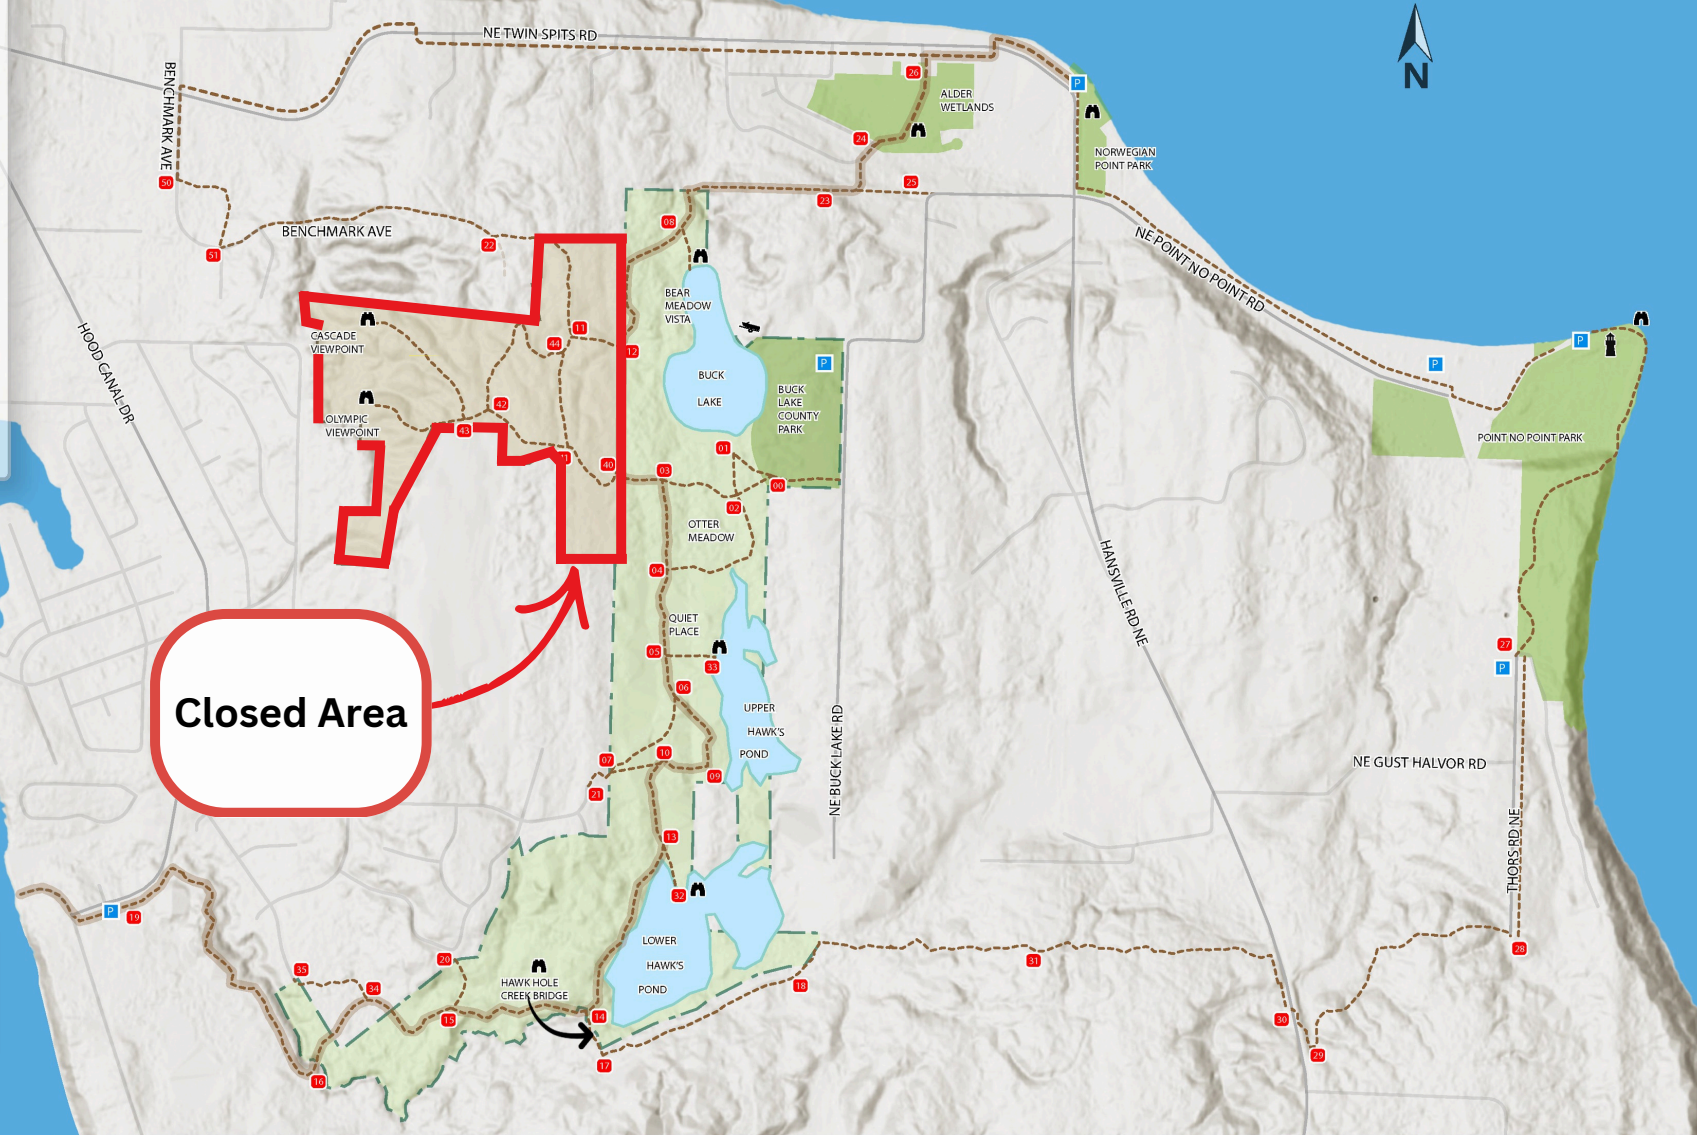 NE TWIN SPITS RD
N
BENCHMARK AVE
26
P
ALDER
WETLANDS
24
NORWEGIAN
POINT PARK
50
25
23
08
BENCHMARK AVE
22
51
NE POINT NO POINT RD
BEAR
MEADOW
VISTA
CASCADE
VIEWPOINT
11
44
12
P
P
P
HOOD CANAL DR
BUCK
LAKE
BUCK
LAKE
COUNTY
PARK
42
OLYMPIC
VIEWPOINT
43
POINT NO POINT PARK
01
40
03
00
02
OTTER
MEADOW
04
HANSVILLE RD NE
QUIET
PLACE
05
33
27
P
06
Closed Area
UPPER
HAWK'S
POND
NE BUCK LAKE RD
10
07
09
21
NE GUST HALVOR RD
13
THORS RD NE
32
P
19
LOWER
HAWK'S
POND
20
35
34
HAWK HOLE
CREEK BRIDGE
18
31
28
14
15
30
17
29
16